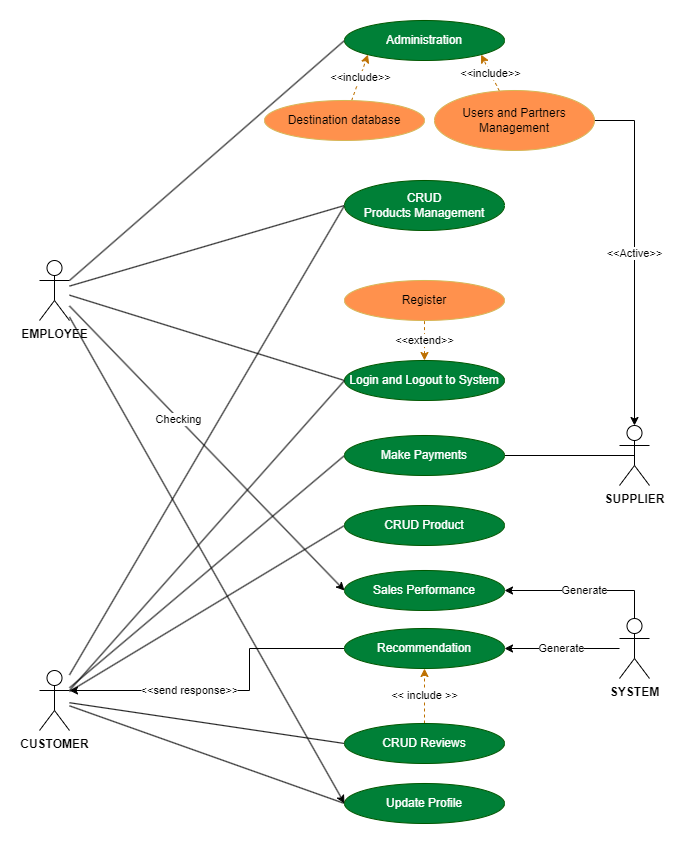 Administration
<<include>>
<<include>>
Destination database
Users and Partners
Management
CRUD
Products Management
<<Active>>
EMPLOYEE
Register
<<extend>>
Login and Logout to System
Checking
Make Payments
SUPPLIER
CRUD Product
Sales Performance
Generate
Recommendation
Generate
<<send response>>
<< include >>
SYSTEM
CUSTOMER
CRUD Reviews
Update Profile